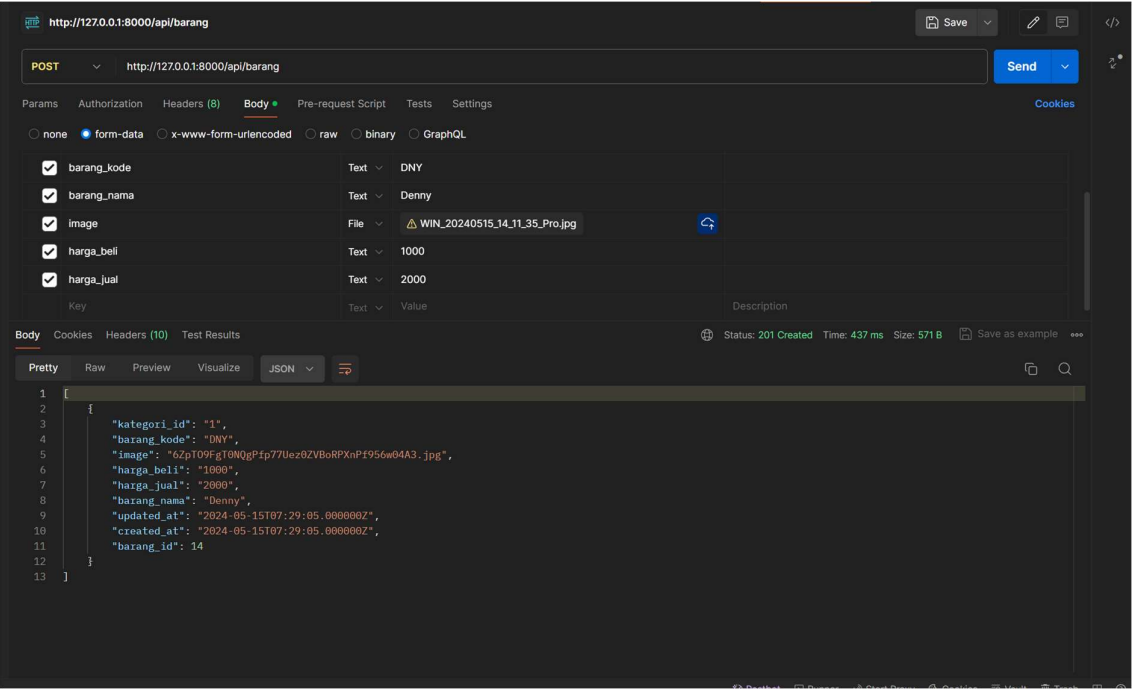 HTTP http://127.0.0.1:8000/api/barang Save </>
POST http://127.0.0.1:8000/api/barang Send
Params Authorization Headers (8) Body Pre-request Script Tests Settings Cookies
none form-data x-www-form-urlencoded raw binary GraphQL
barang_kode Text DNY
barang_nama Text Denny
image File WIN_20240515_14_11_35_Pro.jpg
harga_beli Text 1000
harga_jual Text 2000
Key Text Value Description
Body Cookies Headers (10) Test Results Status: 201 Created Time: 437 ms Size: 571 B Save as example
Pretty Raw Preview Visualize JSON
1 [
2 {
3 "kategori_id": "1",
4 "barang_kode": "DNY",
5 "image": "6ZpTO9FgT0NQgPfp77Uez0ZVBoRPXnPf956w04A3.jpg",
6 "harga_beli": "1000",
7 "harga_jual": "2000",
8 "barang_nama": "Denny",
9 "updated_at": "2024-05-15T07:29:05.000000Z",
10 "created_at": "2024-05-15T07:29:05.000000Z",
11 "barang_id": 14
12 }
13 ]